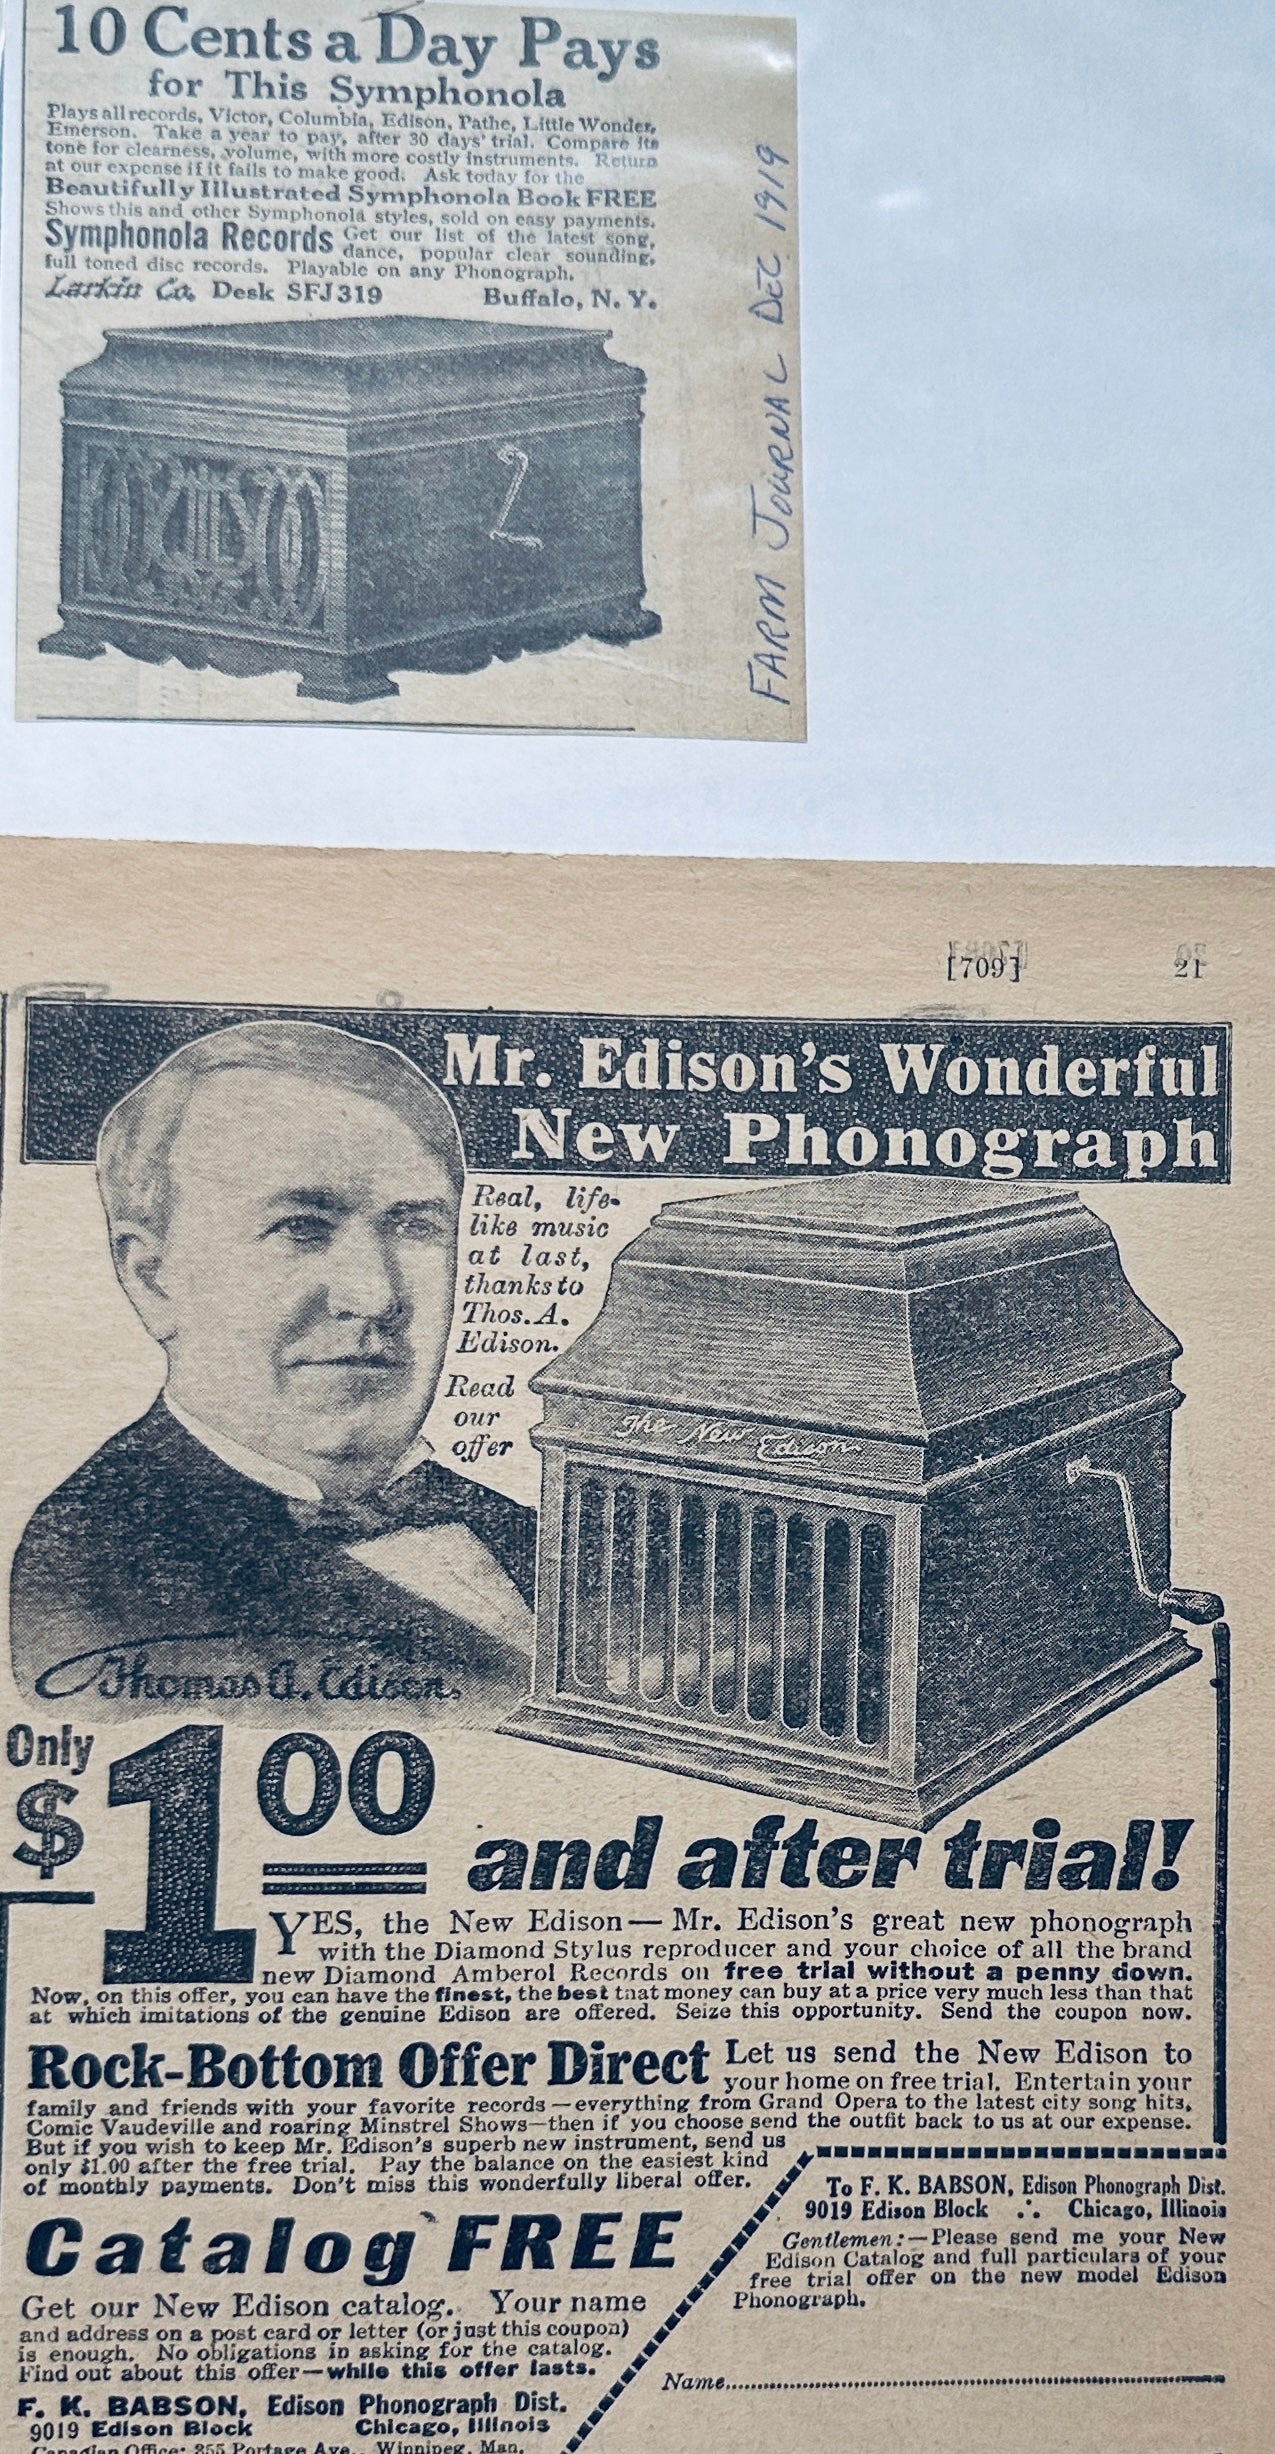 10 Cents a Day Pays
for This Symphonola
Plays all records, Victor, Columbia, Edison, Pathe, Little Wonder,
Emerson. Take a year to pay, after 30 days' trial. Compare its
tone for clearness, volume, with more costly instruments. Return
at our expense if it fails to make good. Ask today for the
Beautifully Illustrated Symphonola Book FREE
Shows this and other Symphonola styles, sold on easy payments.
Symphonola Records Get our list of the latest song,
dance, popular clear sounding,
full toned disc records. Playable on any Phonograph.
Larkin Co. Desk SFJ319 Buffalo, N. Y.
FARM JOURNAL DEC 1919
[709] 21
Mr. Edison's Wonderful
New Phonograph
Real, life-
like music
at last,
thanks to
Thos. A.
Edison.
Read
our
offer
The New Edison
Thomas A. Edison.
Only
$1.00 and after trial!
YES, the New Edison—Mr. Edison's great new phonograph
with the Diamond Stylus reproducer and your choice of all the brand
new Diamond Amberol Records on free trial without a penny down.
Now, on this offer, you can have the finest, the best that money can buy at a price very much less than that
at which imitations of the genuine Edison are offered. Seize this opportunity. Send the coupon now.
Rock-Bottom Offer Direct Let us send the New Edison to
your home on free trial. Entertain your
family and friends with your favorite records—everything from Grand Opera to the latest city song hits,
Comic Vaudeville and roaring Minstrel Shows—then if you choose send the outfit back to us at our expense.
But if you wish to keep Mr. Edison's superb new instrument, send us
only $1.00 after the free trial. Pay the balance on the easiest kind
of monthly payments. Don't miss this wonderfully liberal offer.
Catalog FREE
Get our New Edison catalog. Your name
and address on a post card or letter (or just this coupon)
is enough. No obligations in asking for the catalog.
Find out about this offer—while this offer lasts.
F. K. BABSON, Edison Phonograph Dist.
9019 Edison Block Chicago, Illinois
Canadian Office: 355 Portage Ave., Winnipeg, Man.
To F. K. BABSON, Edison Phonograph Dist.
9019 Edison Block ∴ Chicago, Illinois
Gentlemen:—Please send me your New
Edison Catalog and full particulars of your
free trial offer on the new model Edison
Phonograph.
Name